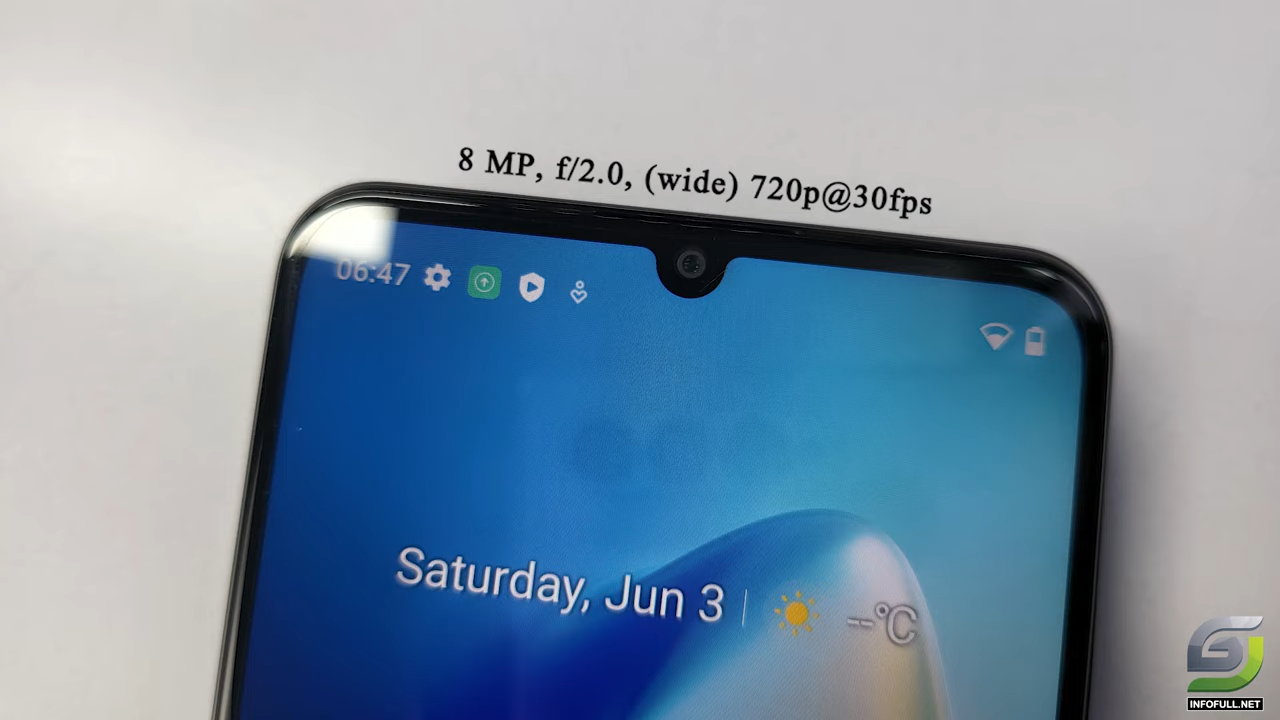 8 MP, f/2.0, (wide) 720p@30fps
06:47
Saturday, Jun 3 | --°C
INFOFULL.NET